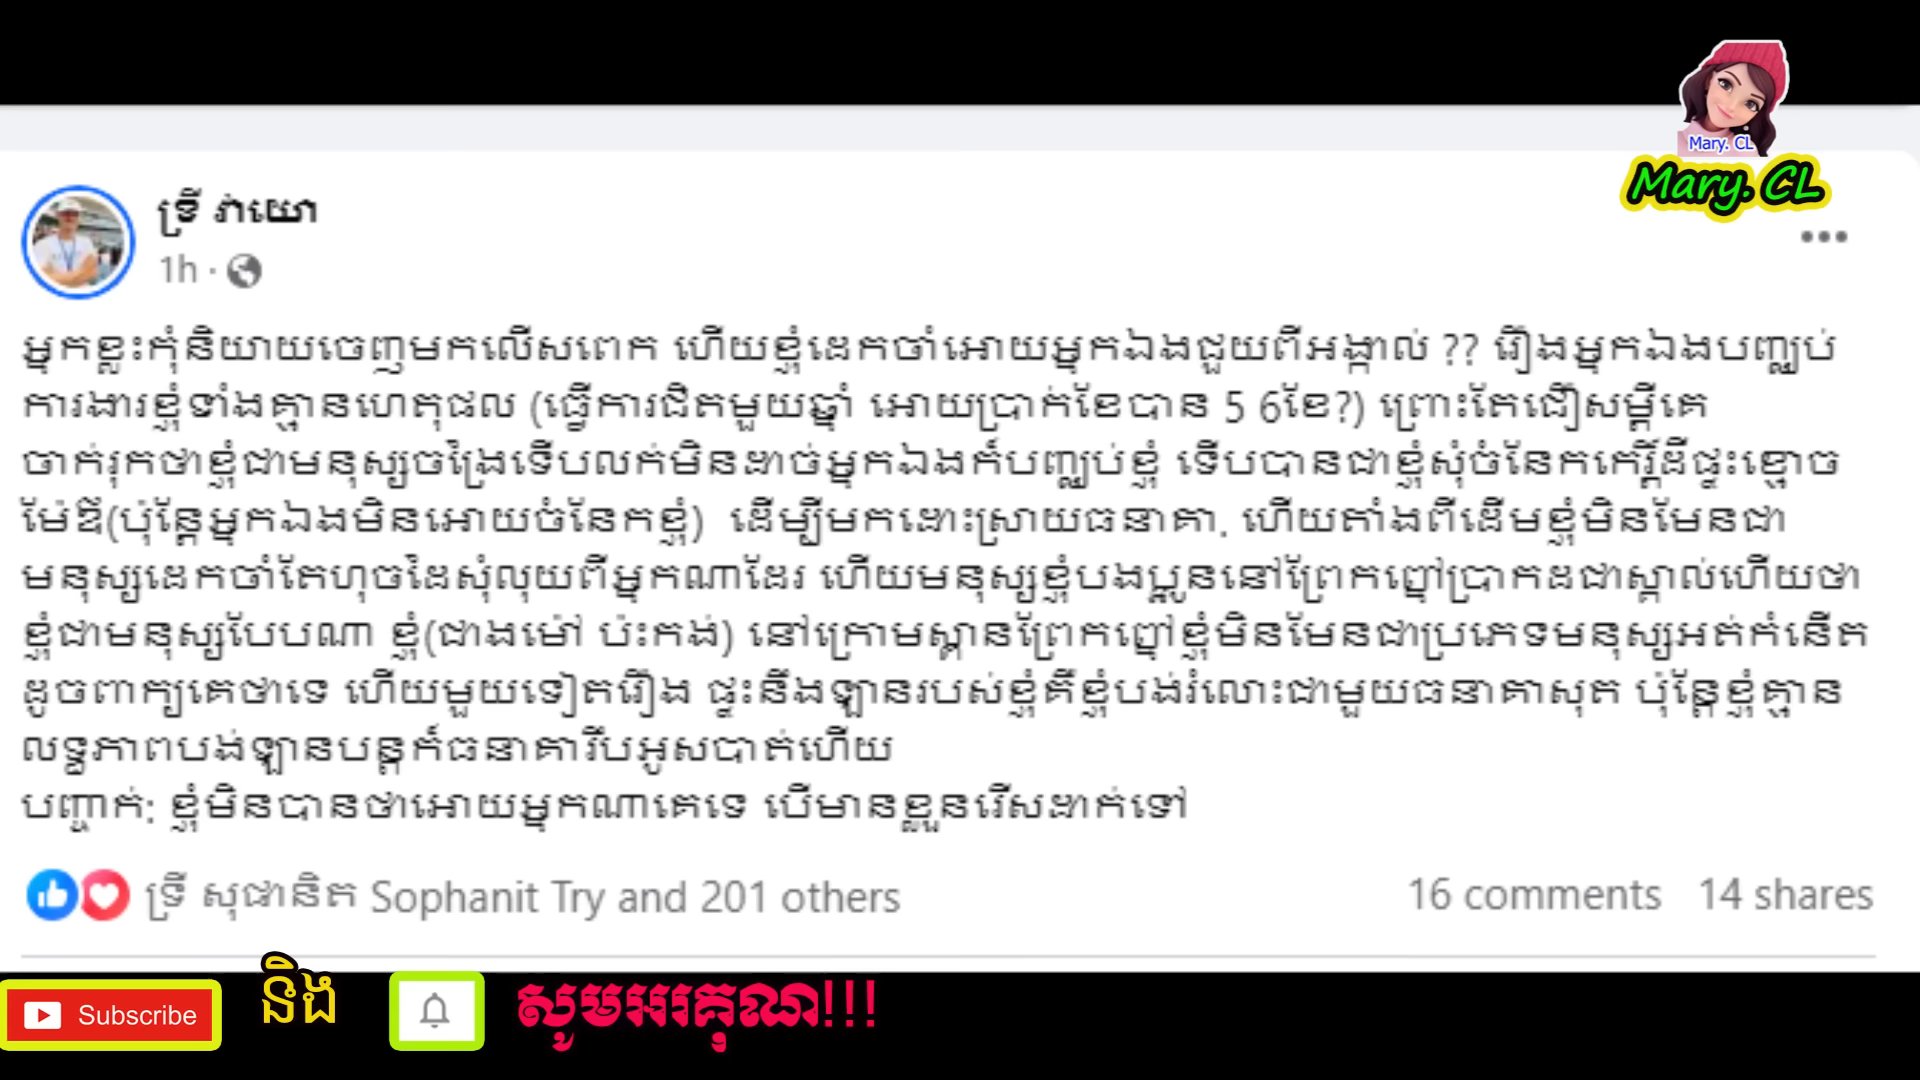 Mary. CL
Mary. CL
ទ្រី វាយោ
1h ·
អ្នកខ្លះកុំនិយាយចេញមកលើសពេក ហើយខ្ញុំដេកចាំអោយអ្នកឯងជួយពីអង្កាល់ ?? រឿងអ្នកឯងបញ្ឈប់
ការងារខ្ញុំទាំងគ្មានហេតុផល (ធ្វើការជិតមួយឆ្នាំ អោយប្រាក់ខែបាន 5 6ខែ?) ព្រោះតែជឿសម្តីគេ
ចាក់រុកថាខ្ញុំជាមនុស្សចង្រៃទើបលក់មិនដាច់អ្នកឯងក៏បញ្ឈប់ខ្ញុំ ទើបបានជាខ្ញុំសុំចំនែកកេរ្តិ៍ដីផ្ទះខ្មោច
ម៉ែឪ(ប៉ុន្តែអ្នកឯងមិនអោយចំនែកខ្ញុំ) ដើម្បីមកដោះស្រាយធនាគា. ហើយតាំងពីដើមខ្ញុំមិនមែនជា
មនុស្សដេកចាំតែហុចដៃសុំលុយពីអ្នកណាដែរ ហើយមនុស្សខ្ញុំបងប្អូននៅព្រែកព្នៅប្រាកដជាស្គាល់ហើយថា
ខ្ញុំជាមនុស្សបែបណា ខ្ញុំ(ជាងម៉ៅ ប៉ះកង់) នៅក្រោមស្ពានព្រែកព្នៅខ្ញុំមិនមែនជាប្រភេទមនុស្សអត់កំនើត
ដូចពាក្យគេថាទេ ហើយមួយទៀតរឿង ផ្ទះនឹងឡានរបស់ខ្ញុំគឺខ្ញុំបង់រំលោះជាមួយធនាគាសុត ប៉ុន្តែខ្ញុំគ្មាន
លទ្ធភាពបង់ឡានបន្តក៏ធនាគារឹបអូសបាត់ហើយ
បញ្ជាក់: ខ្ញុំមិនបានថាអោយអ្នកណាគេទេ បើមានខ្លួនរើសដាក់ទៅ
ទ្រី សុផានិត Sophanit Try and 201 others
16 comments 14 shares
Subscribe និង សូមអរគុណ!!!